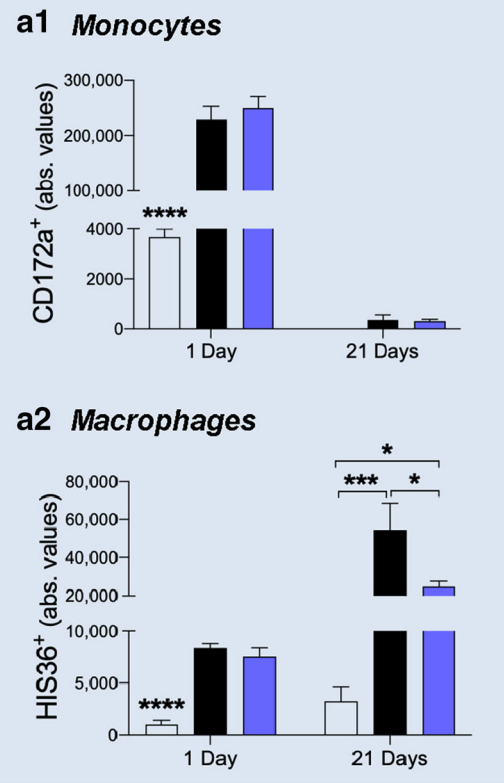 a1 Monocytes
CD172a+ (abs. values)
300,000
200,000
100,000
****
4000
2000
0
1 Day 21 Days
a2 Macrophages
HIS36+ (abs. values)
*
*** *
80,000
60,000
40,000
20,000
10,000
5,000
****
0
1 Day 21 Days